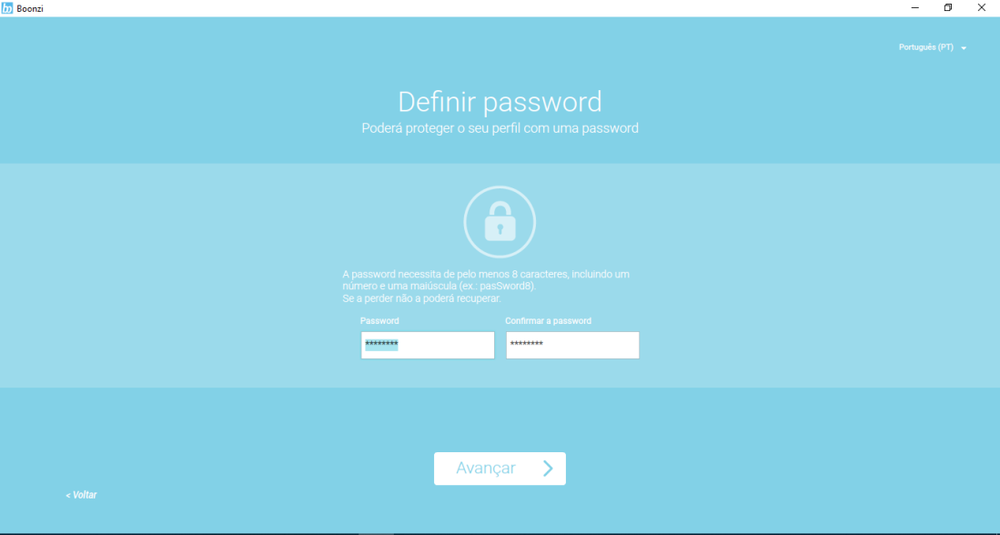 Boonzi
Português (PT)
Definir password
Poderá proteger o seu perfil com uma password
A password necessita de pelo menos 8 caracteres, incluindo um
número e uma maiúscula (ex.: pasSword8).
Se a perder não a poderá recuperar.
Password Confirmar a password
******** ********
Avançar
< Voltar